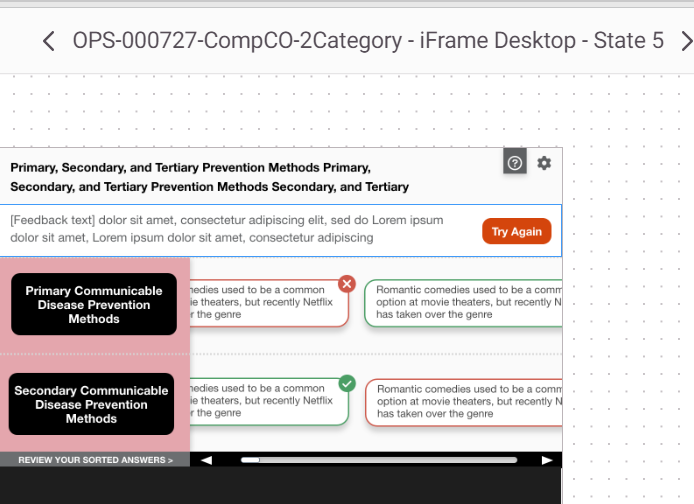 OPS-000727-CompCO-2Category - iFrame Desktop - State 5
Primary, Secondary, and Tertiary Prevention Methods Primary,
Secondary, and Tertiary Prevention Methods Secondary, and Tertiary
[Feedback text] dolor sit amet, consectetur adipiscing elit, sed do Lorem ipsum
dolor sit amet, Lorem ipsum dolor sit amet, consectetur adipiscing
Try Again
Primary Communicable
Disease Prevention
Methods
medies used to be a common
ie theaters, but recently Netflix
r the genre
Romantic comedies used to be a comm
option at movie theaters, but recently N
has taken over the genre
Secondary Communicable
Disease Prevention
Methods
medies used to be a common
ie theaters, but recently Netflix
r the genre
Romantic comedies used to be a comm
option at movie theaters, but recently N
has taken over the genre
REVIEW YOUR SORTED ANSWERS >